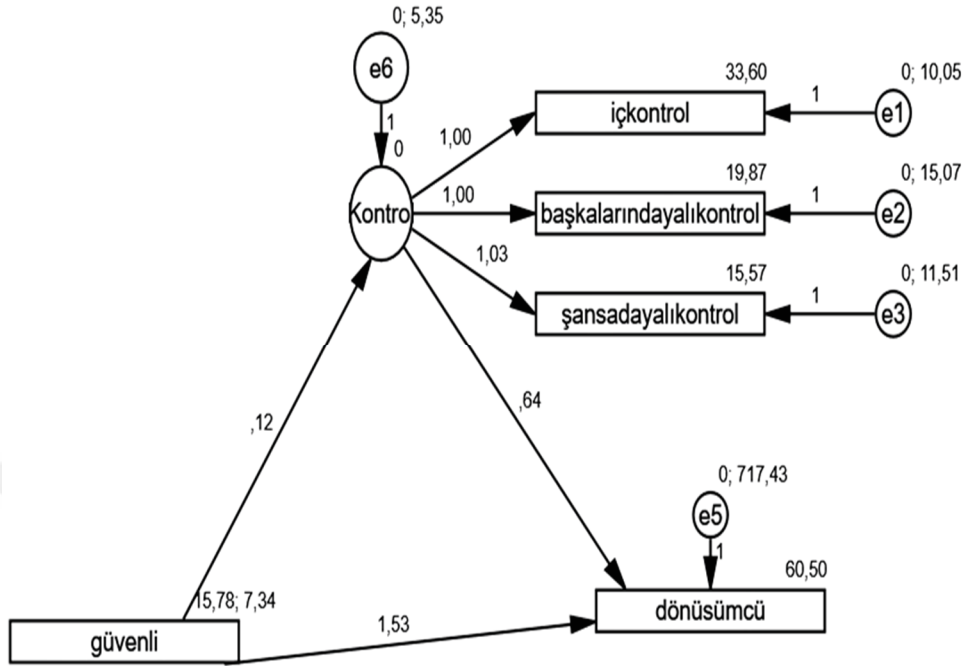 0; 5,35
e6
1
0
33,60
0; 10,05
içkontrol
1
e1
1,00
19,87
0; 15,07
Kontro
1,00
başkalarındayalıkontrol
1
e2
1,03
15,57
0; 11,51
şansadayalıkontrol
1
e3
,12
,64
0; 717,43
e5
1
60,50
dönüsümcü
15,78; 7,34
güvenli
1,53